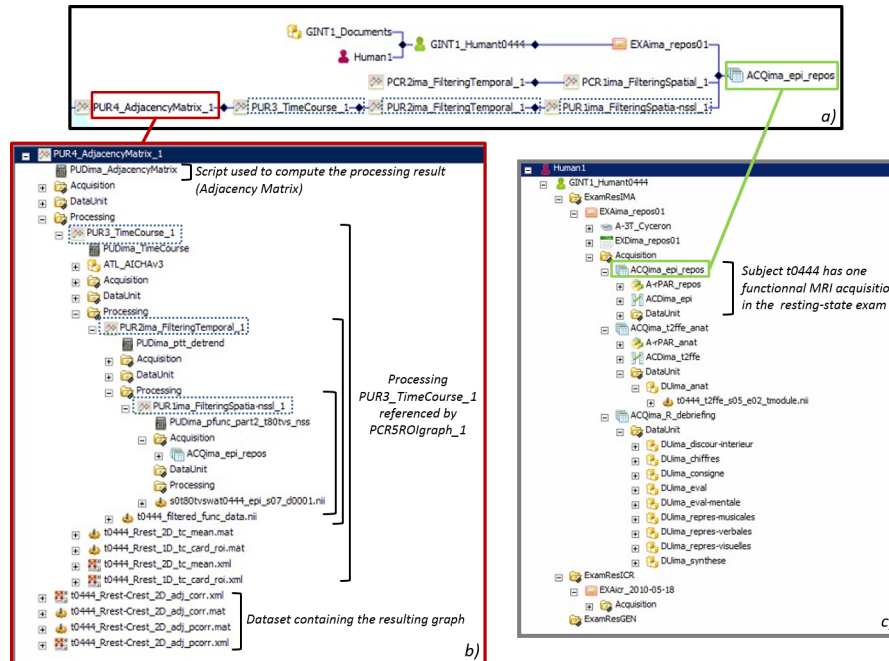 GINT1_Documents
Human1
GINT1_Humant0444
EXAima_repos01
PCR2ima_FilteringTemporal_1
PCR1ima_FilteringSpatial_1
ACQima_epi_repos
PUR4_AdjacencyMatrix_1
PUR3_TimeCourse_1
PUR2ima_FilteringTemporal_1
PUR1ima_FilteringSpatia-nssl_1
a)
PUR4_AdjacencyMatrix_1
PUDima_AdjacencyMatrix
Script used to compute the processing result
(Adjacency Matrix)
Acquisition
DataUnit
Processing
PUR3_TimeCourse_1
PUDima_TimeCourse
ATL_AICHAv3
Acquisition
DataUnit
Processing
PUR2ima_FilteringTemporal_1
PUDima_ptt_detrend
Acquisition
DataUnit
Processing
PUR1ima_FilteringSpatia-nssl_1
PUDima_pfunc_part2_t80tvs_nss
Acquisition
ACQima_epi_repos
DataUnit
Processing
s0t80tvswat0444_epi_s07_d0001.nii
t0444_filtered_func_data.nii
t0444_Rrest_2D_tc_mean.mat
t0444_Rrest_1D_tc_card_roi.mat
t0444_Rrest_2D_tc_mean.xml
t0444_Rrest_1D_tc_card_roi.xml
t0444_Rrest-Crest_2D_adj_corr.xml
t0444_Rrest-Crest_2D_adj_corr.mat
t0444_Rrest-Crest_2D_adj_pcorr.mat
t0444_Rrest-Crest_2D_adj_pcorr.xml
Processing
PUR3_TimeCourse_1
referenced by
PCR5ROIgraph_1
Dataset containing the resulting graph
b)
Human1
GINT1_Humant0444
ExamResIMA
EXAima_repos01
A-3T_Cyceron
EXDima_repos01
Acquisition
ACQima_epi_repos
A-rPAR_repos
ACDima_epi
DataUnit
ACQima_t2ffe_anat
A-rPAR_anat
ACDima_t2ffe
DataUnit
DUima_anat
t0444_t2ffe_s05_e02_tmodule.nii
ACQima_R_debriefing
DataUnit
DUima_discour-interieur
DUima_chiffres
DUima_consigne
DUima_eval
DUima_eval-mentale
DUima_repres-musicales
DUima_repres-verbales
DUima_repres-visuelles
DUima_synthese
ExamResICR
EXAicr_2010-05-18
Acquisition
ExamResGEN
Subject t0444 has one
functionnal MRI acquisitio
in the resting-state exam
c)